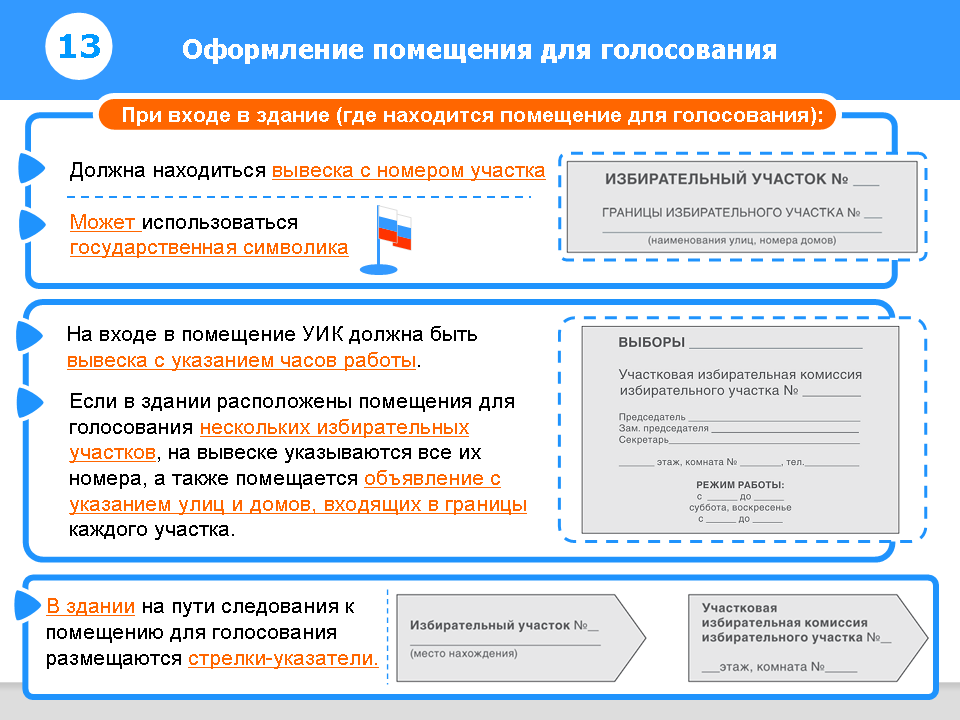 13
Оформление помещения для голосования
При входе в здание (где находится помещение для голосования):
Должна находиться вывеска с номером участка
Может использоваться
государственная символика
ИЗБИРАТЕЛЬНЫЙ УЧАСТОК № ___
ГРАНИЦЫ ИЗБИРАТЕЛЬНОГО УЧАСТКА № ___
(наименования улиц, номера домов)
На входе в помещение УИК должна быть
вывеска с указанием часов работы.
Если в здании расположены помещения для
голосования нескольких избирательных
участков, на вывеске указываются все их
номера, а также помещается объявление с
указанием улиц и домов, входящих в границы
каждого участка.
ВЫБОРЫ ____________________
Участковая избирательная комиссия
избирательного участка № ________
Председатель ____________________
Зам. председателя ____________________
Секретарь____________________
______ этаж, комната № _______, тел.__________
РЕЖИМ РАБОТЫ:
с ______ до ______
суббота, воскресенье
с ______ до ______
В здании на пути следования к
помещению для голосования
размещаются стрелки-указатели.
Избирательный участок №__
____________________
(место нахождения)
Участковая
избирательная комиссия
избирательного участка №__
___этаж, комната №_____